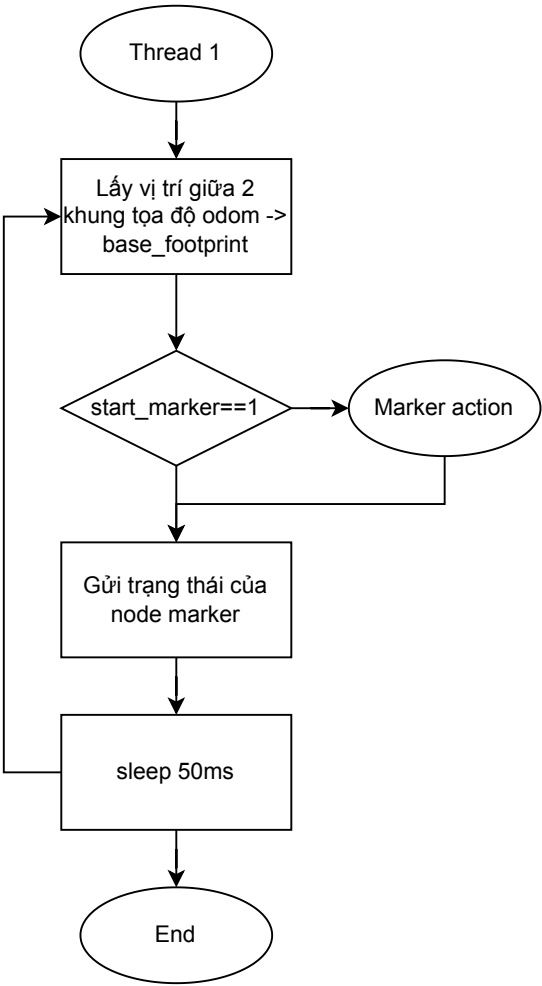 Thread 1
Lấy vị trí giữa 2
khung tọa độ odom ->
base_footprint
start_marker==1
Marker action
Gửi trạng thái của
node marker
sleep 50ms
End